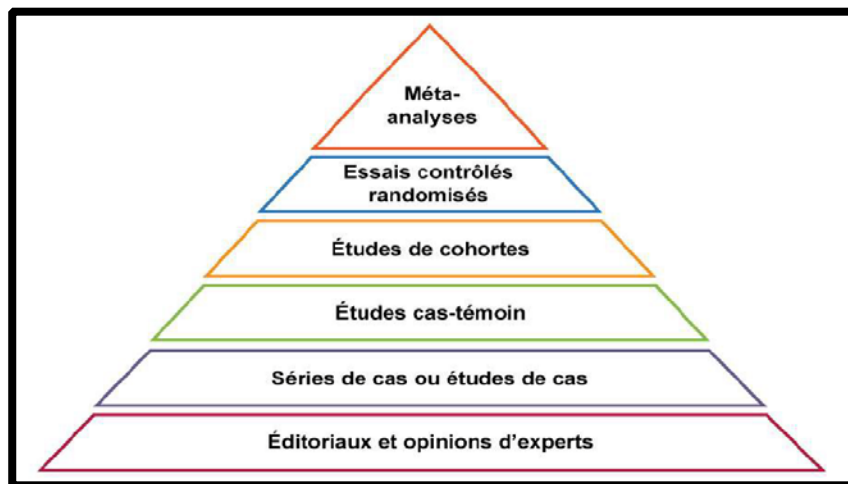 Méta-
analyses
Essais contrôlés
randomisés
Études de cohortes
Études cas-témoin
Séries de cas ou études de cas
Éditoriaux et opinions d'experts